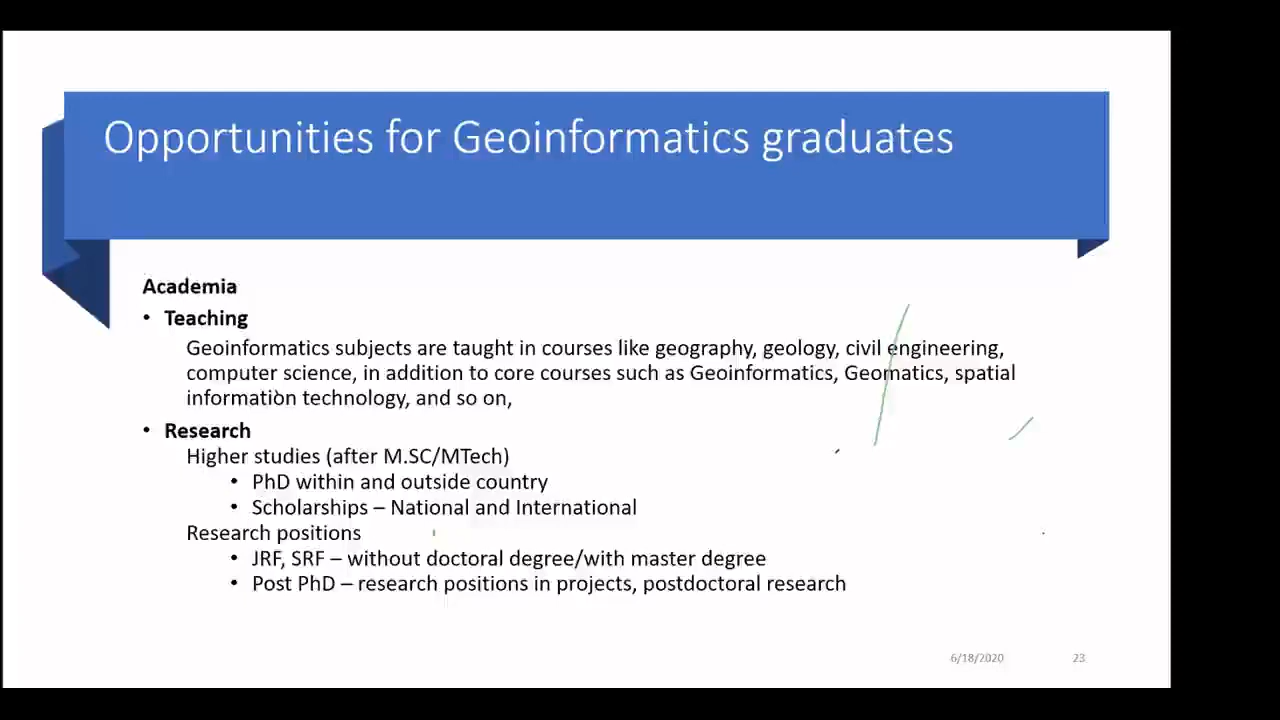 Opportunities for Geoinformatics graduates
Academia
• Teaching
Geoinformatics subjects are taught in courses like geography, geology, civil engineering,
computer science, in addition to core courses such as Geoinformatics, Geomatics, spatial
information technology, and so on,
• Research
Higher studies (after M.SC/MTech)
• PhD within and outside country
• Scholarships – National and International
Research positions
• JRF, SRF – without doctoral degree/with master degree
• Post PhD – research positions in projects, postdoctoral research
6/18/2020 23